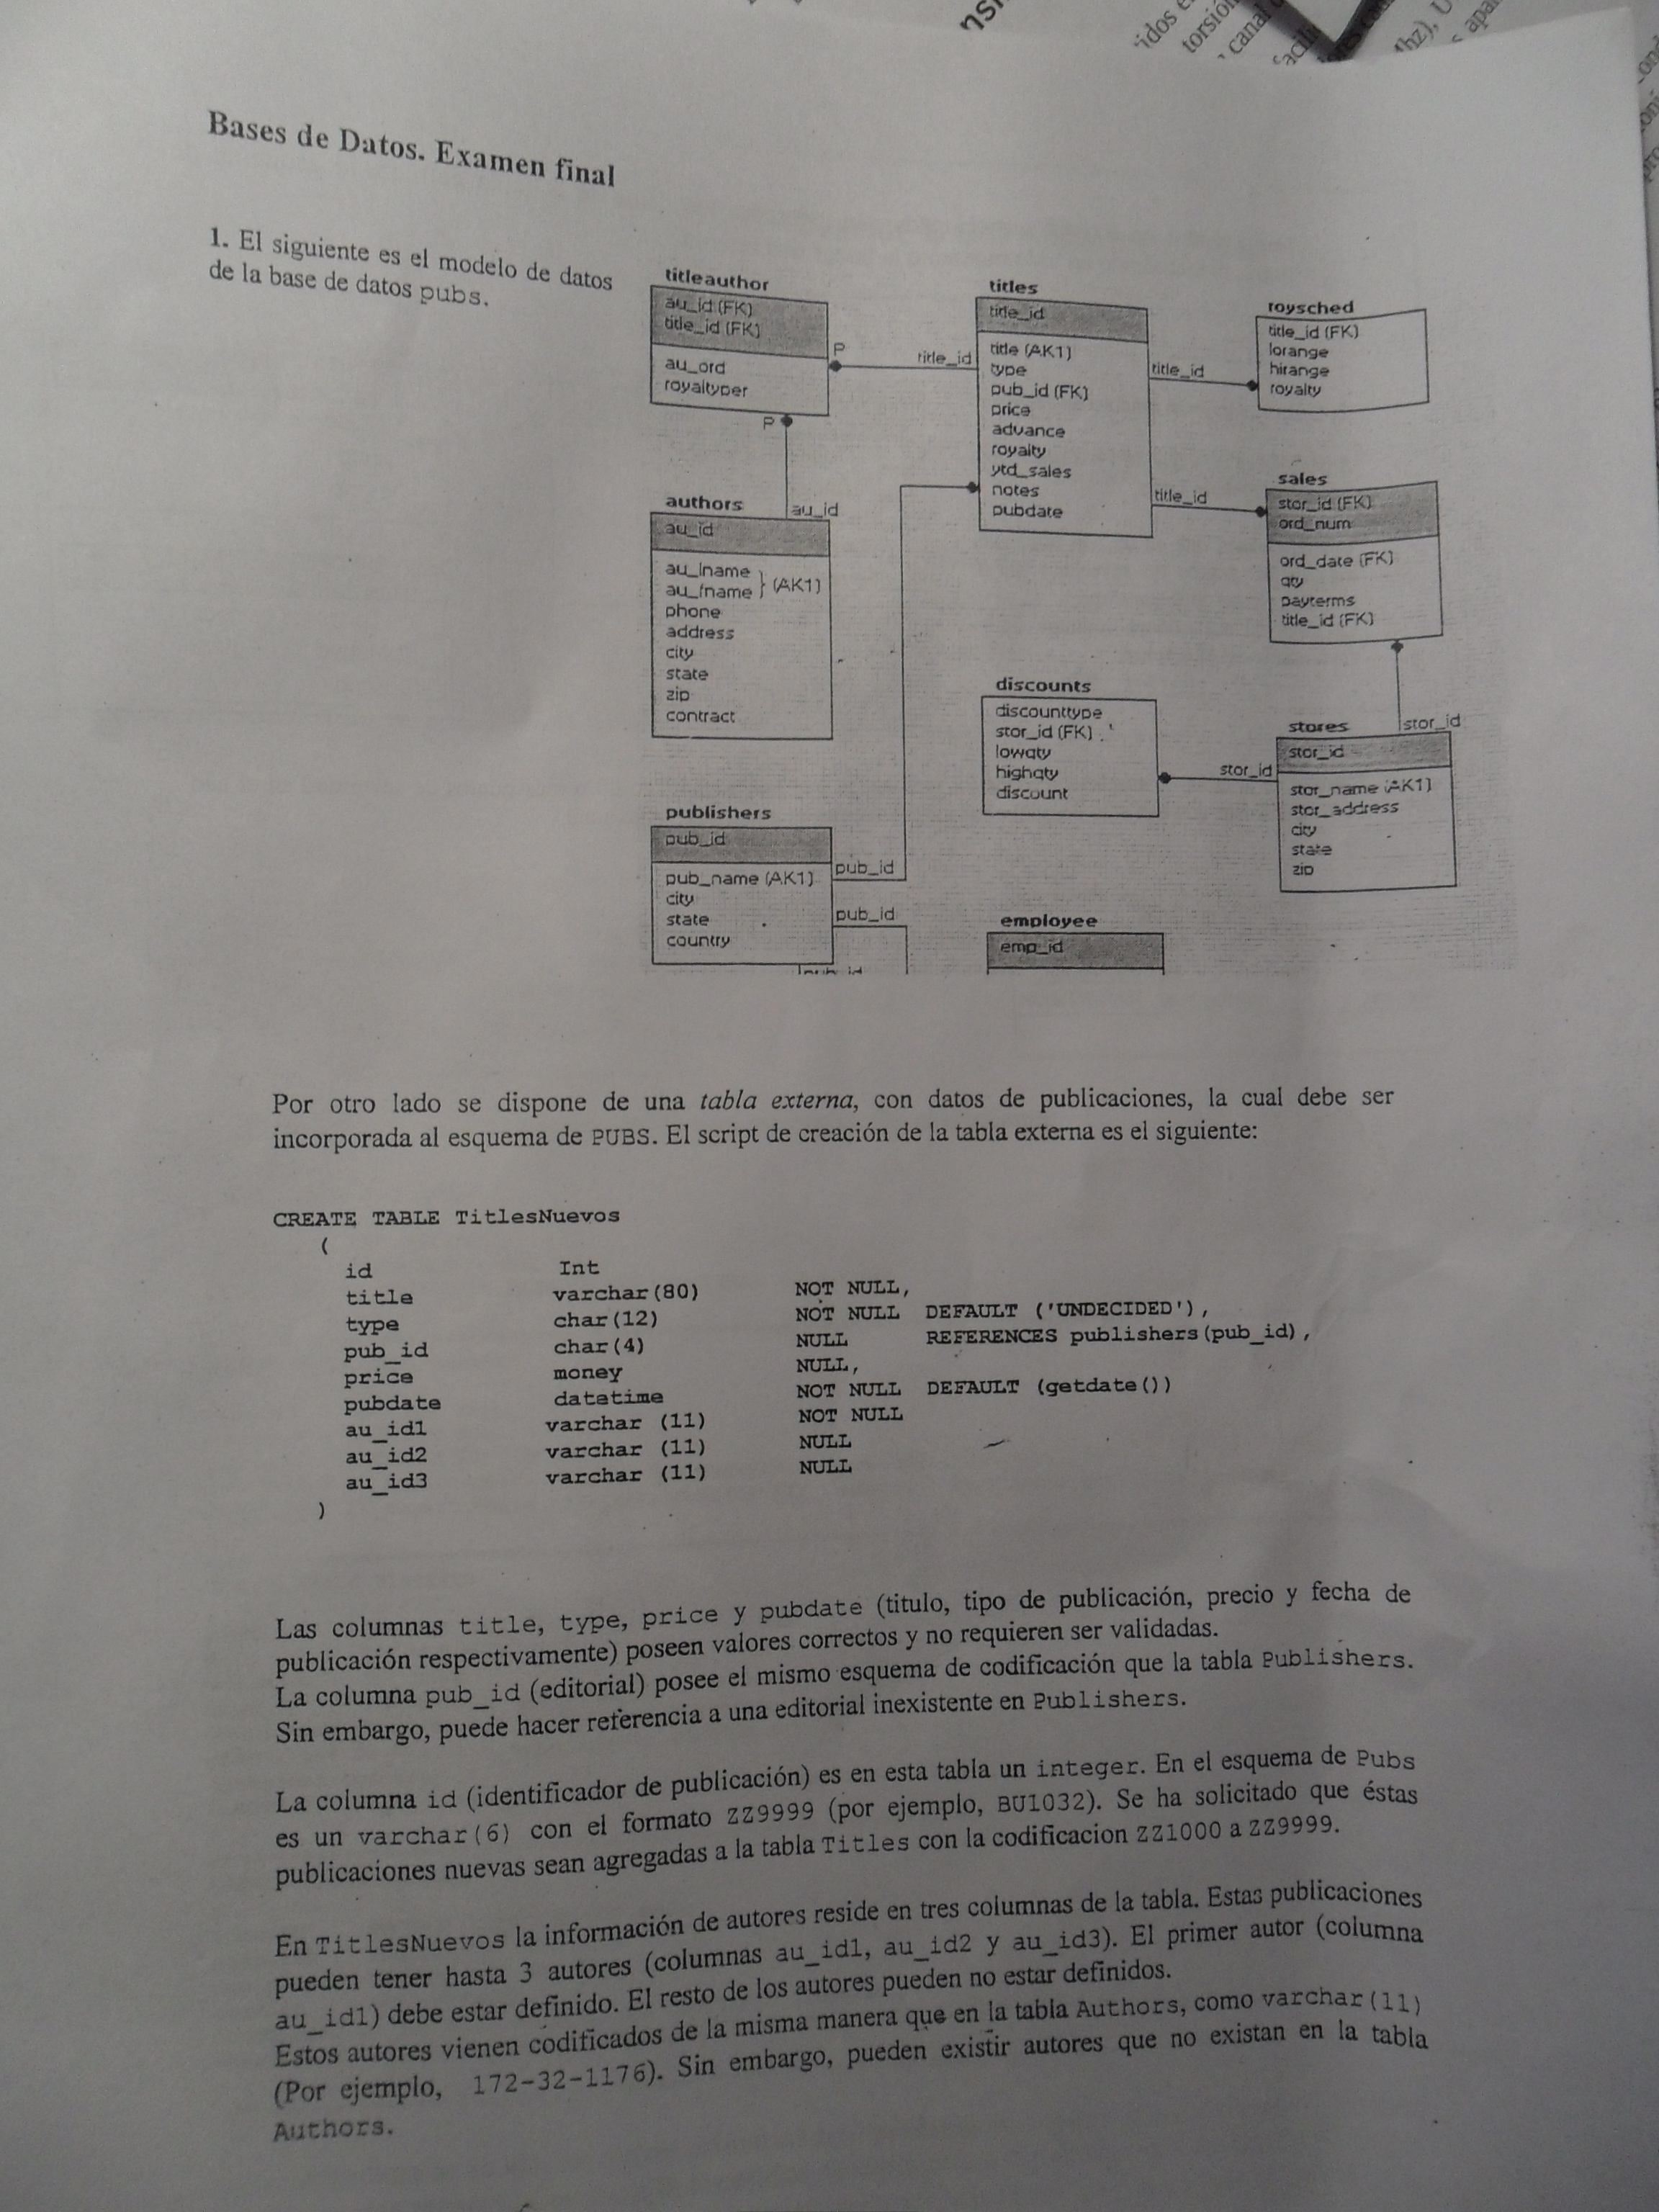 Bases de Datos. Examen final
1. El siguiente es el modelo de datos
de la base de datos pubs.
titleauthor
au_id (FK)
title_id (FK)
au_ord
royaltyper
P
title_id
P
titles
title_id
title (AK1)
type
pub_id (FK)
price
advance
royalty
ytd_sales
notes
pubdate
title_id
title_id
roysched
title_id (FK)
lorange
hirange
royalty
sales
stor_id (FK)
ord_num
ord_date (FK)
qty
payterms
title_id (FK)
authors
au_id
au_id
au_lname
au_fname } (AK1)
phone
address
city
state
zip
contract
discounts
discounttype
stor_id (FK)
lowqty
highqty
discount
stor_id
stores
stor_id
stor_id
stor_name (AK1)
stor_address
city
state
zip
publishers
pub_id
pub_name (AK1)
city
state
country
pub_id
pub_id
pub_id
employee
emp_id
Por otro lado se dispone de una tabla externa, con datos de publicaciones, la cual debe ser
incorporada al esquema de PUBS. El script de creación de la tabla externa es el siguiente:
CREATE TABLE TitlesNuevos
(
id Int
title varchar(80) NOT NULL,
type char(12) NOT NULL DEFAULT ('UNDECIDED'),
pub_id char(4) NULL REFERENCES publishers(pub_id),
price money NULL,
pubdate datetime NOT NULL DEFAULT (getdate())
au_id1 varchar (11) NOT NULL
au_id2 varchar (11) NULL
au_id3 varchar (11) NULL
)
Las columnas title, type, price y pubdate (titulo, tipo de publicación, precio y fecha de
publicación respectivamente) poseen valores correctos y no requieren ser validadas.
La columna pub_id (editorial) posee el mismo esquema de codificación que la tabla Publishers.
Sin embargo, puede hacer referencia a una editorial inexistente en Publishers.
La columna id (identificador de publicación) es en esta tabla un integer. En el esquema de Pubs
es un varchar(6) con el formato ZZ9999 (por ejemplo, BU1032). Se ha solicitado que éstas
publicaciones nuevas sean agregadas a la tabla Titles con la codificacion ZZ1000 a ZZ9999.
En TitlesNuevos la información de autores reside en tres columnas de la tabla. Estas publicaciones
pueden tener hasta 3 autores (columnas au_id1, au_id2 y au_id3). El primer autor (columna
au_id1) debe estar definido. El resto de los autores pueden no estar definidos.
Estos autores vienen codificados de la misma manera que en la tabla Authors, como varchar(11)
(Por ejemplo, 172-32-1176). Sin embargo, pueden existir autores que no existan en la tabla
Authors.